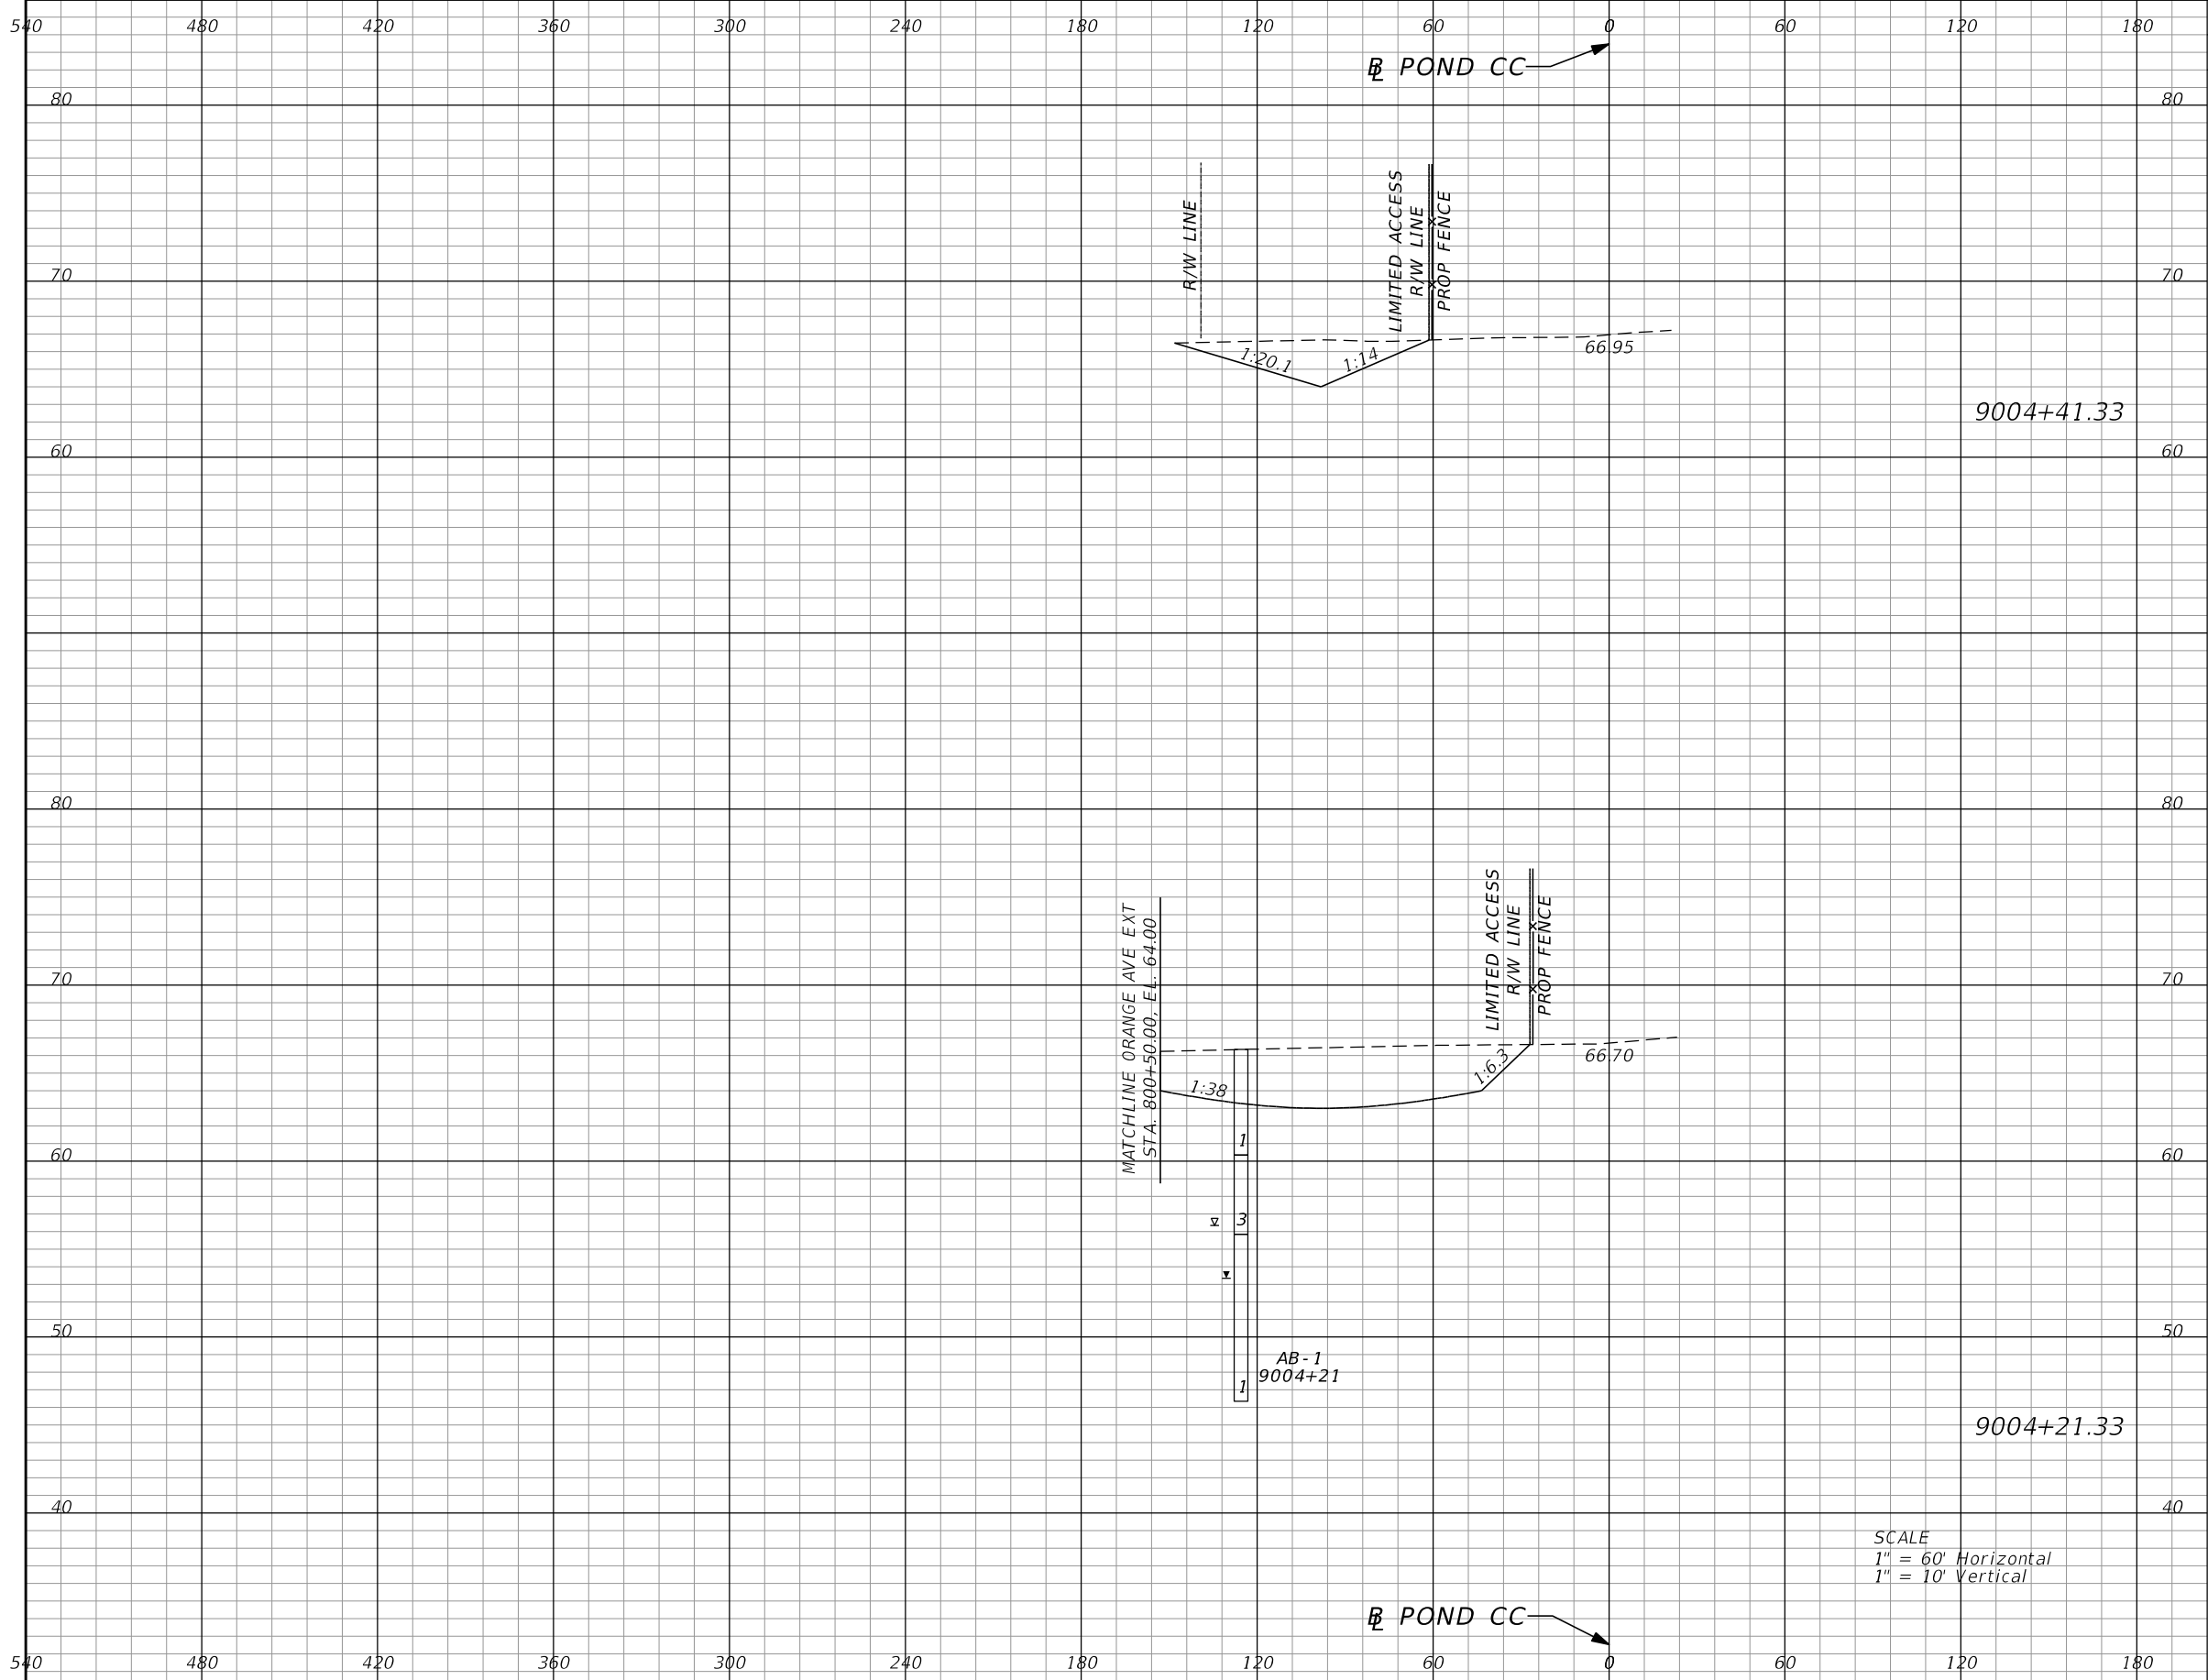 540 480 420 360 300 240 180 120 60 0 60 120 180
BL POND CC
80 80
R/W LINE
LIMITED ACCESS
R/W LINE
PROP FENCE
70 70
1:20.1
1:14
66.95
9004+41.33
60 60
80 80
MATCHLINE ORANGE AVE EXT
STA. 800+50.00, EL. 64.00
LIMITED ACCESS
R/W LINE
PROP FENCE
70 70
1:38
1:6.3
66.70
1
60 60
3
50 50
AB-1
9004+21
1
9004+21.33
40 40
SCALE
1" = 60' Horizontal
1" = 10' Vertical
BL POND CC
540 480 420 360 300 240 180 120 60 0 60 120 180